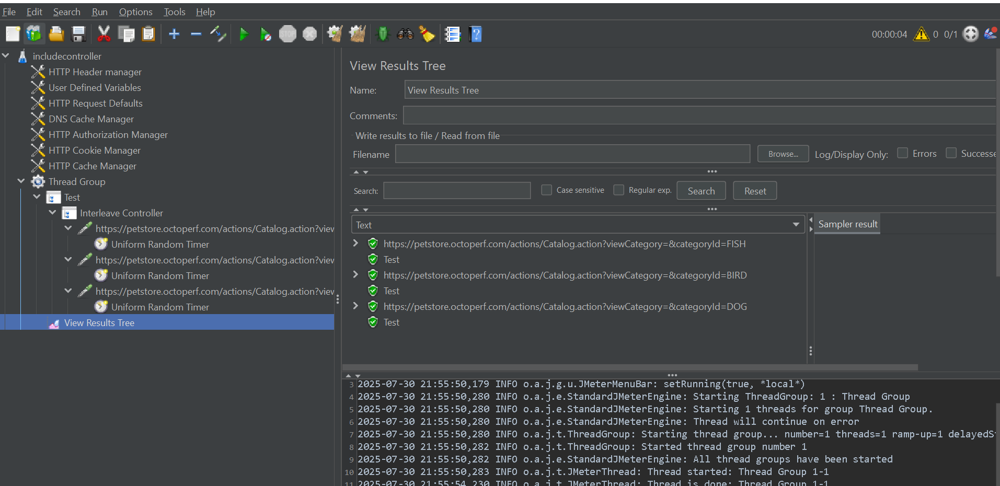 File Edit Search Run Options Tools Help
00:00:04 0 0/1
includecontroller
HTTP Header manager
User Defined Variables
HTTP Request Defaults
DNS Cache Manager
HTTP Authorization Manager
HTTP Cookie Manager
HTTP Cache Manager
Thread Group
Test
Interleave Controller
https://petstore.octoperf.com/actions/Catalog.action?view
Uniform Random Timer
https://petstore.octoperf.com/actions/Catalog.action?view
Uniform Random Timer
https://petstore.octoperf.com/actions/Catalog.action?view
Uniform Random Timer
View Results Tree
View Results Tree
Name: View Results Tree
Comments:
Write results to file / Read from file
Filename Browse... Log/Display Only: Errors Successe
Search: Case sensitive Regular exp. Search Reset
Text
Sampler result
https://petstore.octoperf.com/actions/Catalog.action?viewCategory=&categoryId=FISH
Test
https://petstore.octoperf.com/actions/Catalog.action?viewCategory=&categoryId=BIRD
Test
https://petstore.octoperf.com/actions/Catalog.action?viewCategory=&categoryId=DOG
Test
3 2025-07-30 21:55:50,179 INFO o.a.j.g.u.JMeterMenuBar: setRunning(true, *local*)
4 2025-07-30 21:55:50,280 INFO o.a.j.e.StandardJMeterEngine: Starting ThreadGroup: 1 : Thread Group
5 2025-07-30 21:55:50,280 INFO o.a.j.e.StandardJMeterEngine: Starting 1 threads for group Thread Group.
6 2025-07-30 21:55:50,280 INFO o.a.j.e.StandardJMeterEngine: Thread will continue on error
7 2025-07-30 21:55:50,280 INFO o.a.j.t.ThreadGroup: Starting thread group... number=1 threads=1 ramp-up=1 delayedS
8 2025-07-30 21:55:50,282 INFO o.a.j.t.ThreadGroup: Started thread group number 1
9 2025-07-30 21:55:50,282 INFO o.a.j.e.StandardJMeterEngine: All thread groups have been started
10 2025-07-30 21:55:50,283 INFO o.a.j.t.JMeterThread: Thread started: Thread Group 1-1
11 2025-07-30 21:55:54,230 INFO o.a.j.t.JMeterThread: Thread is done: Thread Group 1-1